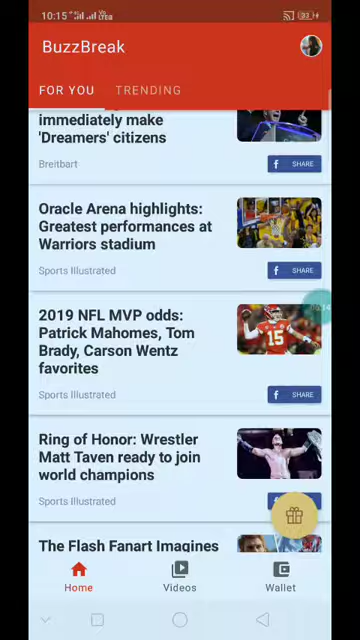 10:15
83
BuzzBreak
FOR YOU
TRENDING
immediately make
'Dreamers' citizens
Breitbart
SHARE
Oracle Arena highlights:
Greatest performances at
Warriors stadium
Sports Illustrated
SHARE
2019 NFL MVP odds:
Patrick Mahomes, Tom
Brady, Carson Wentz
favorites
15
Sports Illustrated
SHARE
Ring of Honor: Wrestler
Matt Taven ready to join
world champions
Sports Illustrated
The Flash Fanart Imagines
Home
Videos
Wallet